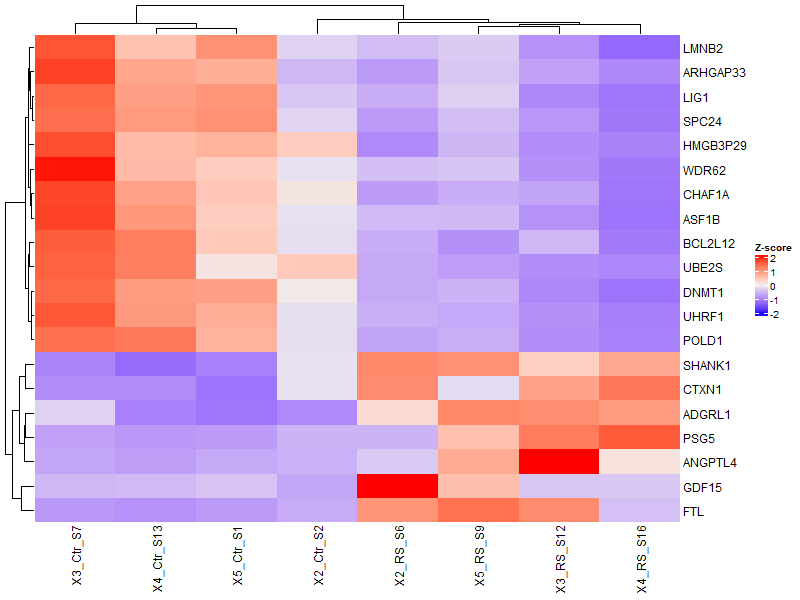 LMNB2
ARHGAP33
LIG1
SPC24
HMGB3P29
WDR62
CHAF1A
ASF1B
BCL2L12
UBE2S
DNMT1
UHRF1
POLD1
SHANK1
CTXN1
ADGRL1
PSG5
ANGPTL4
GDF15
FTL
Z-score
2
1
0
-1
-2
X3_Ctr_S7
X4_Ctr_S13
X5_Ctr_S1
X2_Ctr_S2
X2_RS_S6
X5_RS_S9
X3_RS_S12
X4_RS_S16